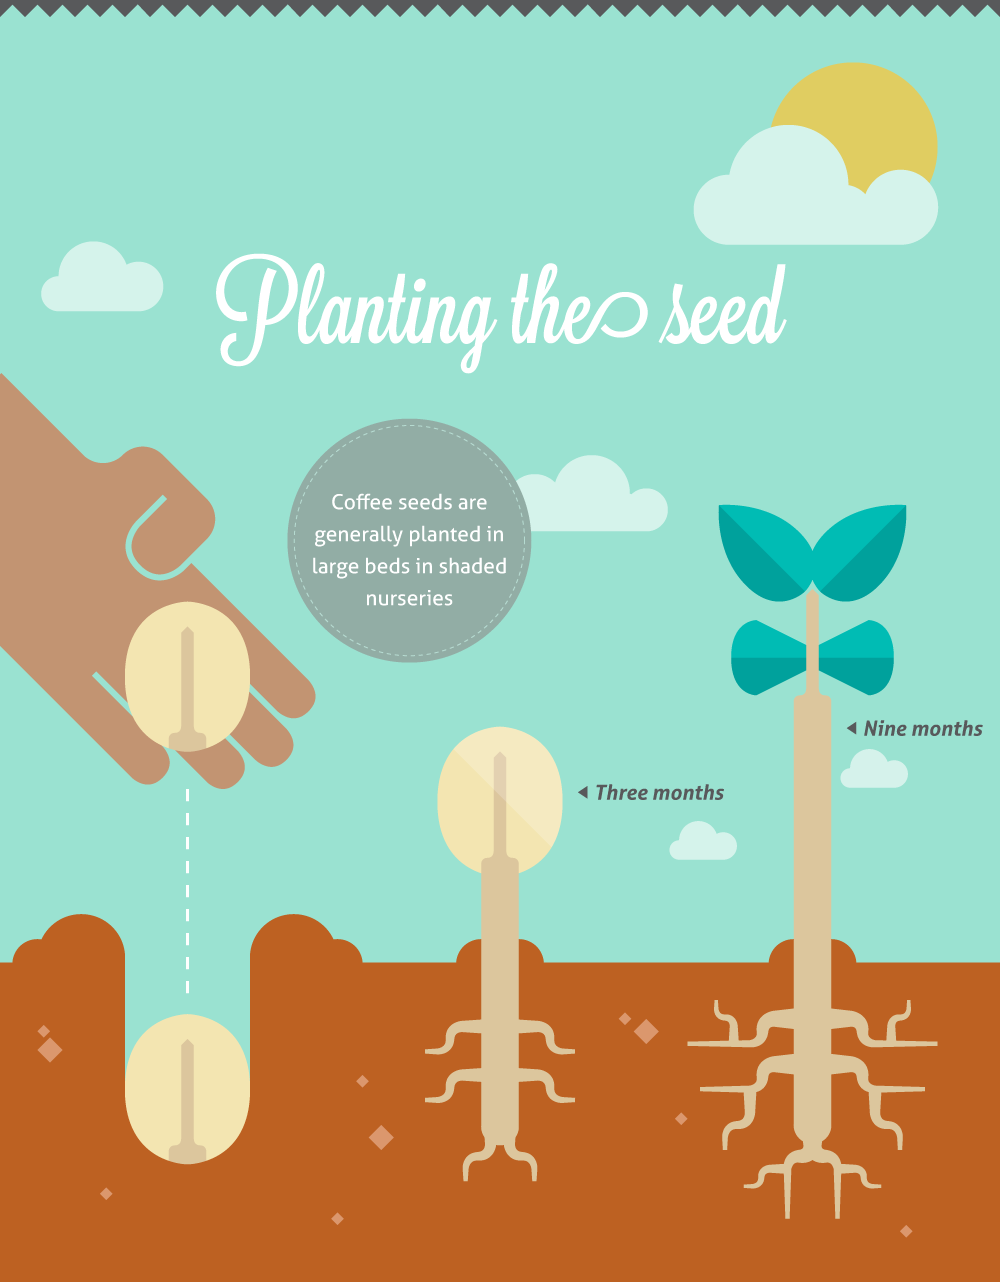 Planting the seed
Coffee seeds are
generally planted in
large beds in shaded
nurseries
Nine months
Three months